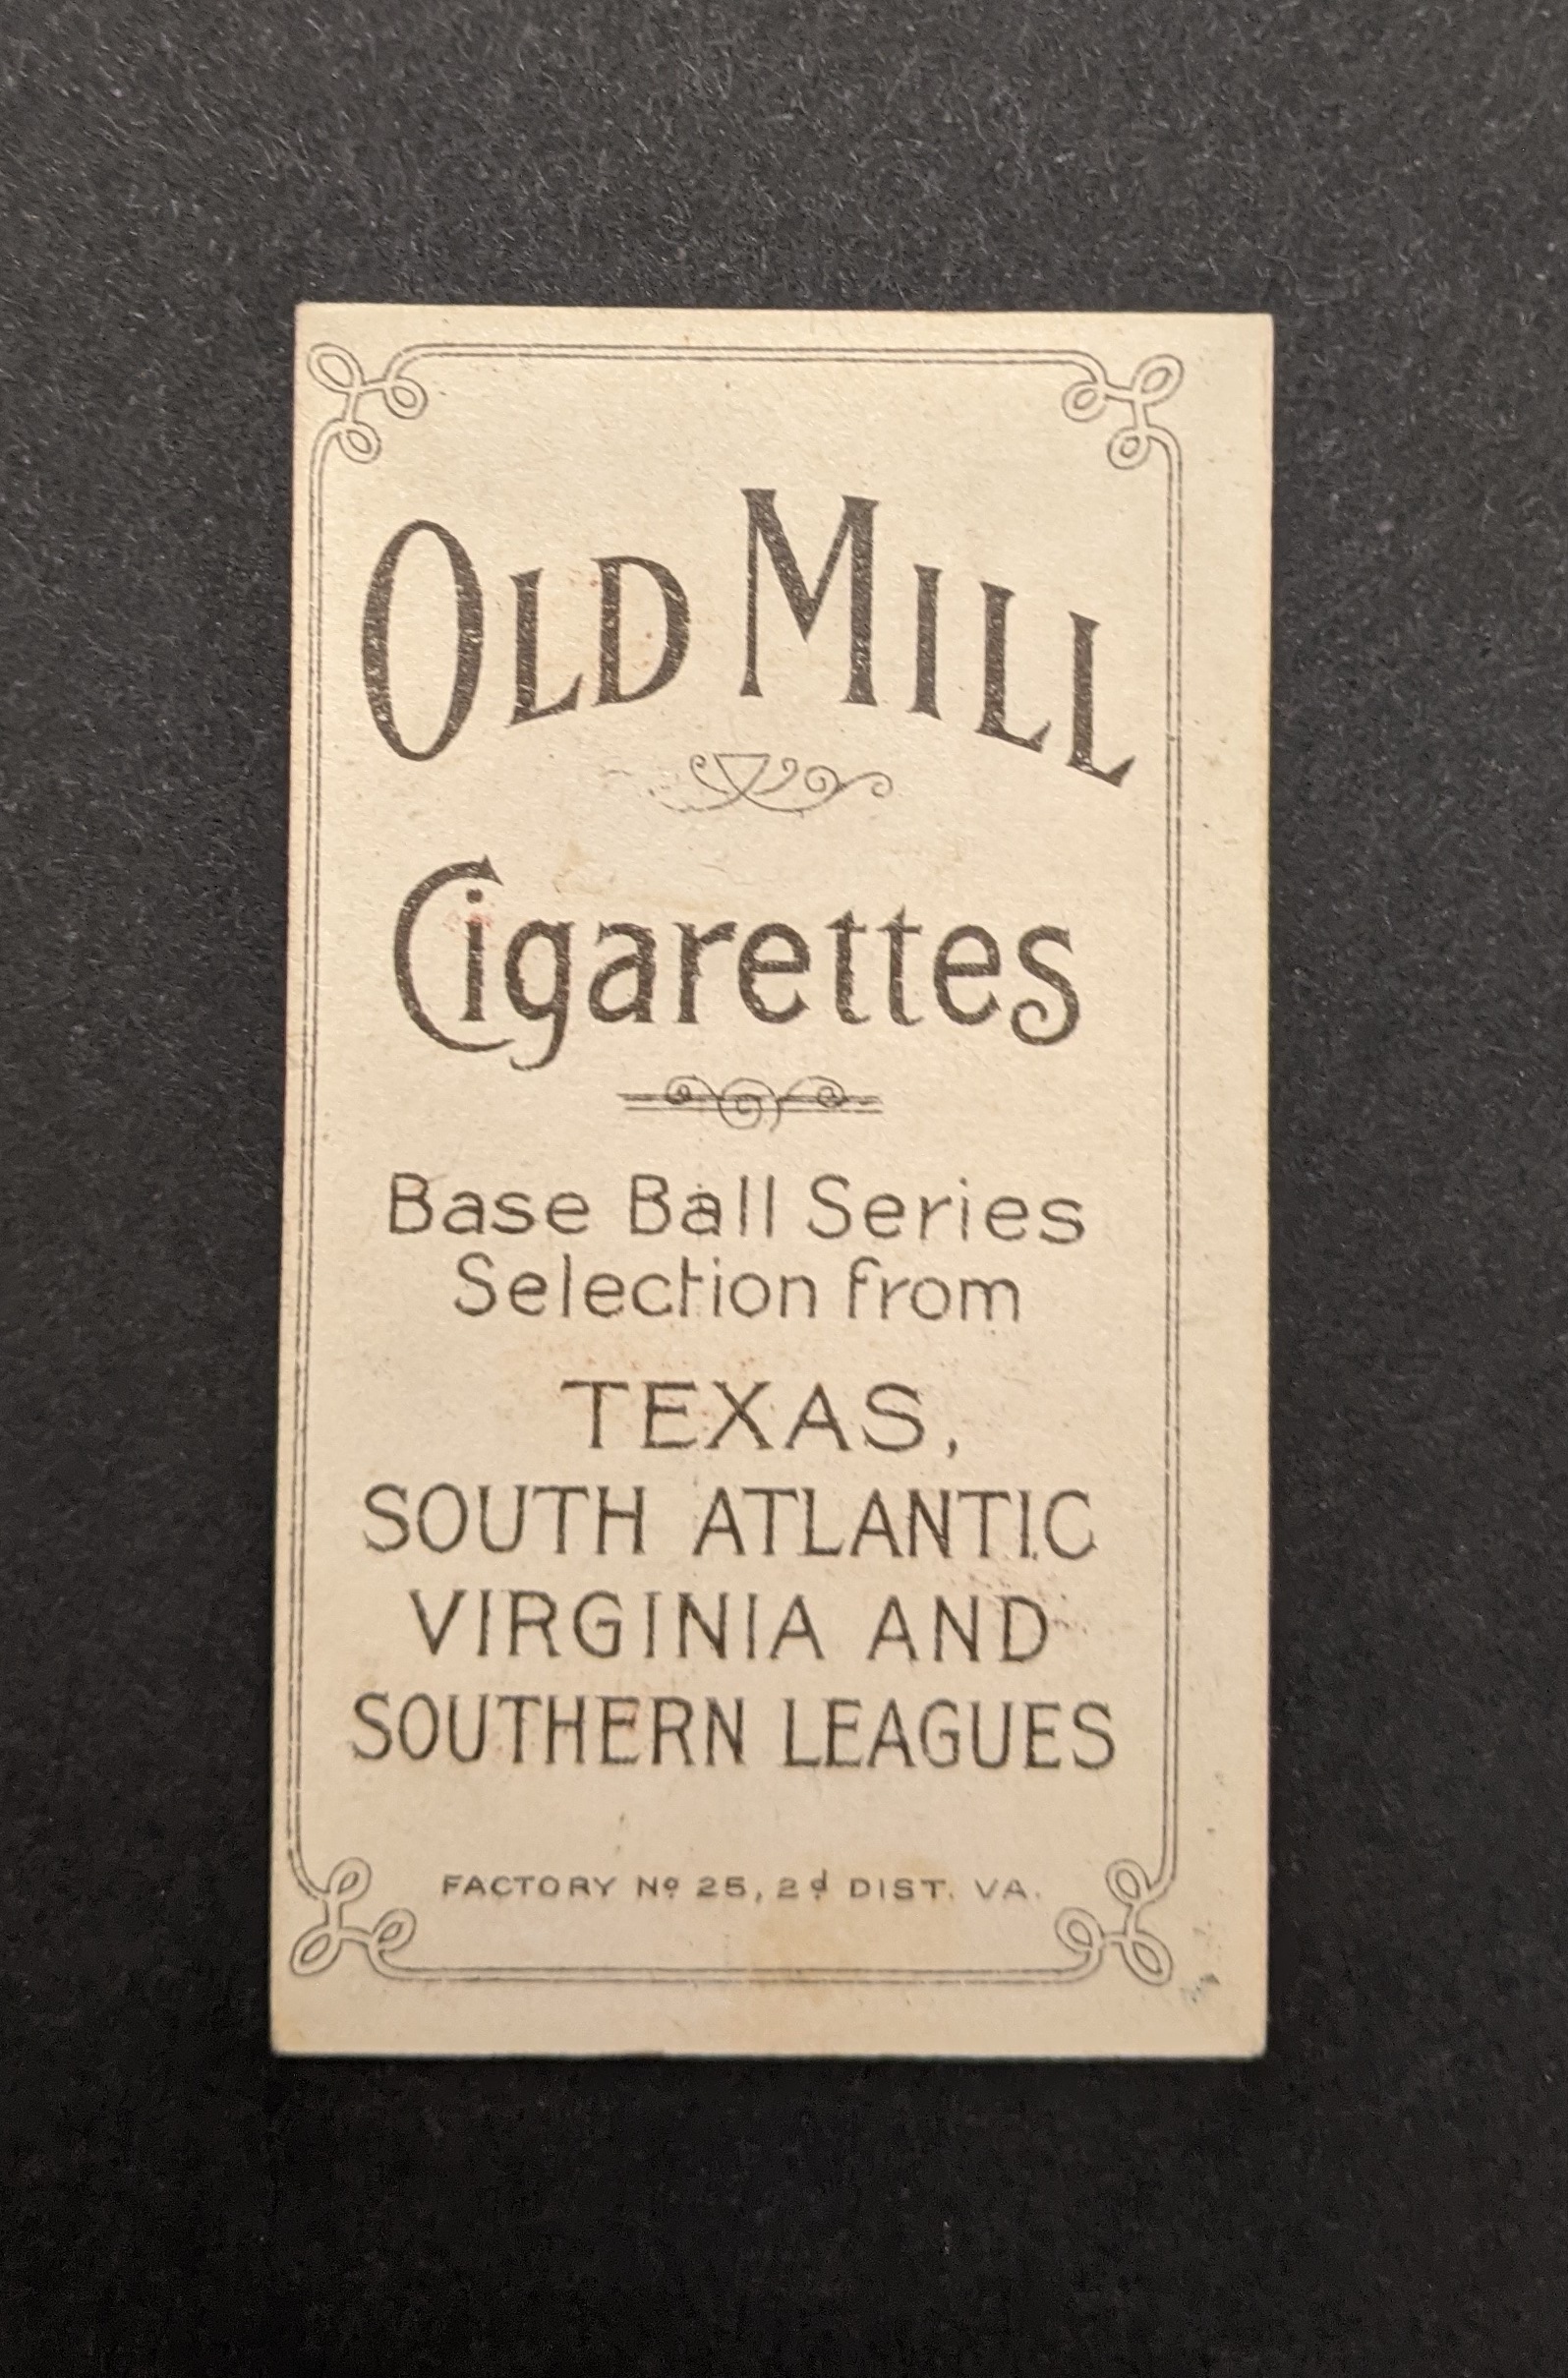 OLD MILL
Cigarettes
Base Ball Series
Selection from
TEXAS,
SOUTH ATLANTIC
VIRGINIA AND
SOUTHERN LEAGUES
FACTORY Nº 25, 2d DIST. VA.